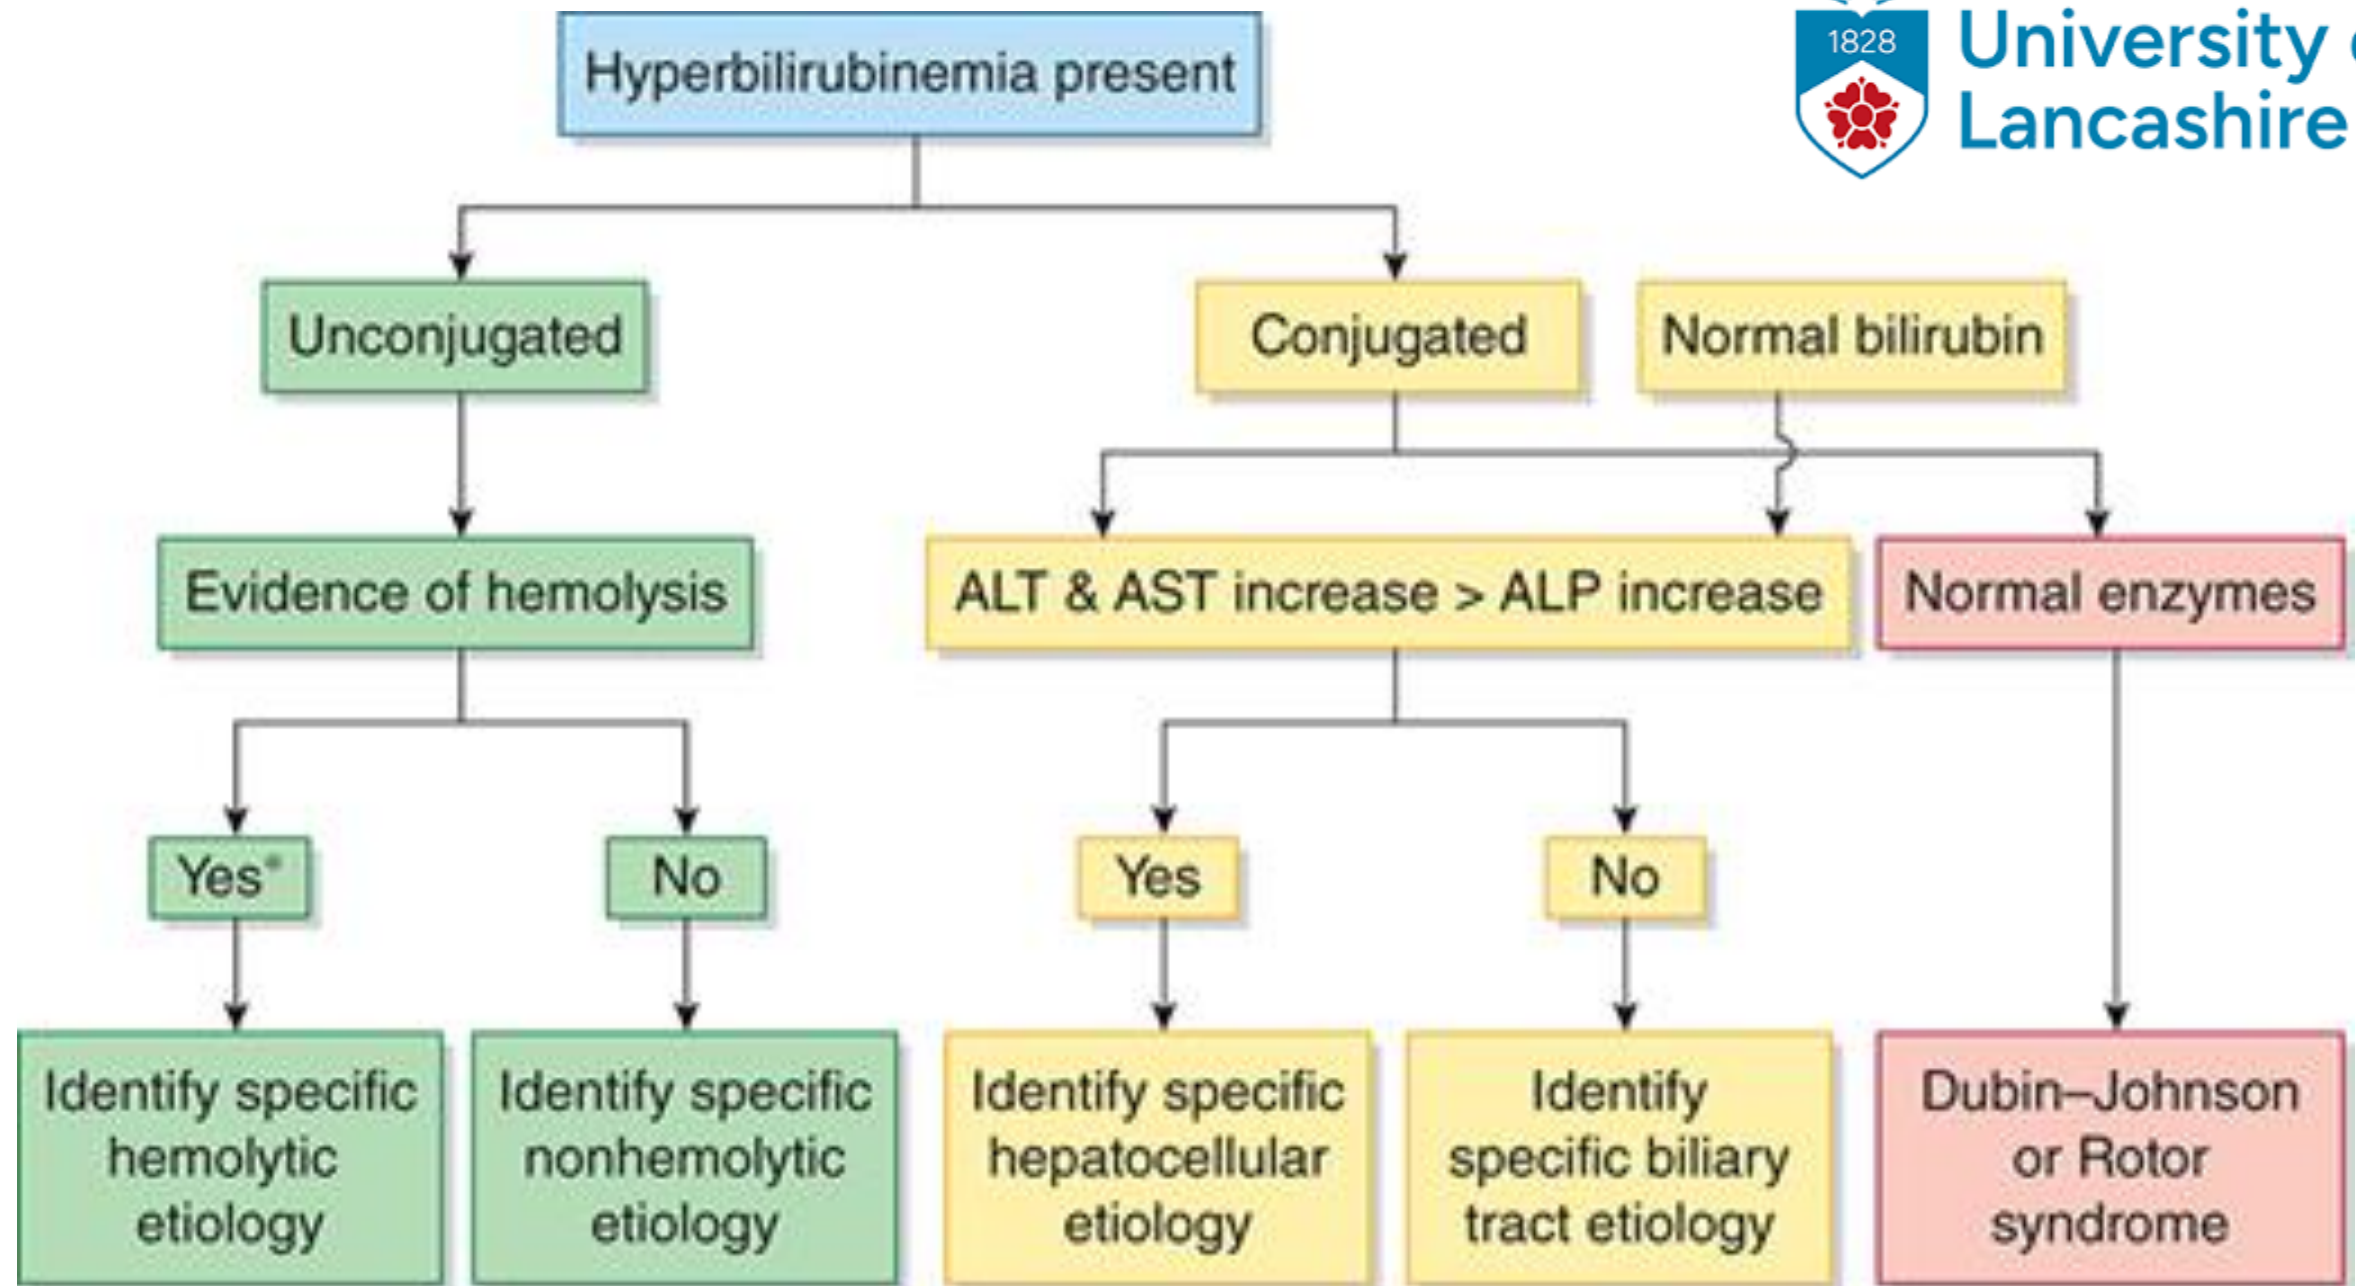 1828
University
Lancashire
Hyperbilirubinemia present
Unconjugated
Conjugated
Normal bilirubin
Evidence of hemolysis
ALT & AST increase > ALP increase
Normal enzymes
Yes*
No
Yes
No
Identify specific
hemolytic
etiology
Identify specific
nonhemolytic
etiology
Identify specific
hepatocellular
etiology
Identify
specific biliary
tract etiology
Dubin–Johnson
or Rotor
syndrome